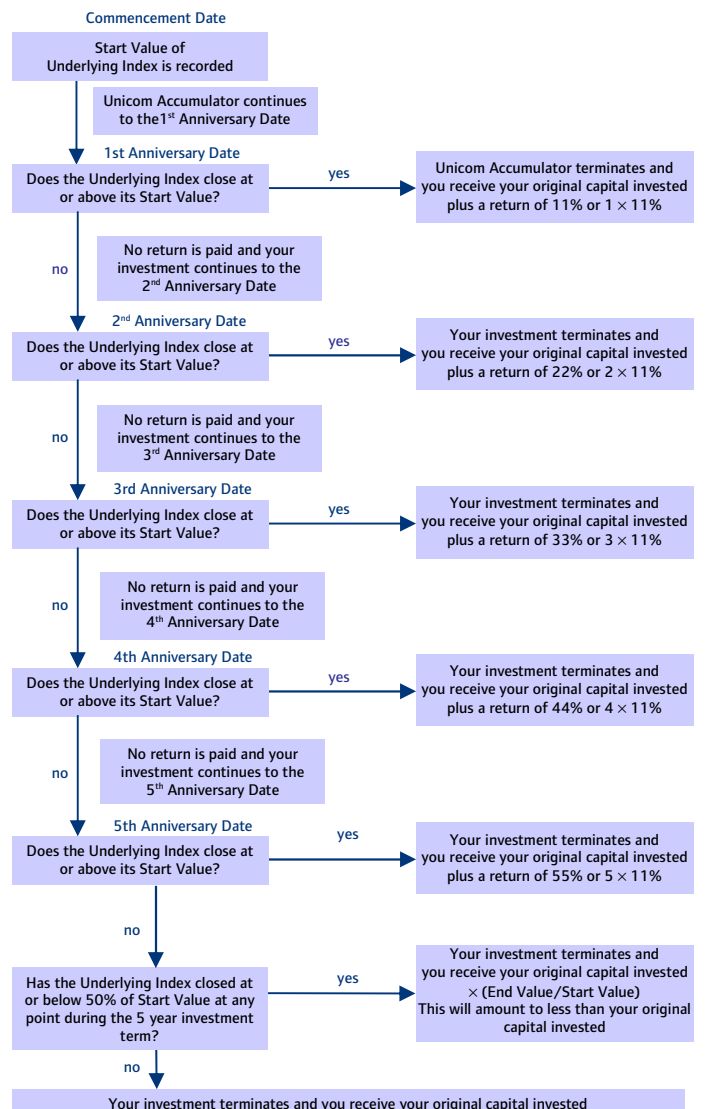 Commencement Date
Start Value of
Underlying Index is recorded
Unicom Accumulator continues
to the1st Anniversary Date
1st Anniversary Date
Does the Underlying Index close at
or above its Start Value?
yes
Unicom Accumulator terminates and
you receive your original capital invested
plus a return of 11% or 1 × 11%
no
No return is paid and your
investment continues to the
2nd Anniversary Date
2nd Anniversary Date
Does the Underlying Index close at
or above its Start Value?
yes
Your investment terminates and
you receive your original capital invested
plus a return of 22% or 2 × 11%
no
No return is paid and your
investment continues to the
3rd Anniversary Date
3rd Anniversary Date
Does the Underlying Index close at
or above its Start Value?
yes
Your investment terminates and
you receive your original capital invested
plus a return of 33% or 3 × 11%
no
No return is paid and your
investment continues to the
4th Anniversary Date
4th Anniversary Date
Does the Underlying Index close at
or above its Start Value?
yes
Your investment terminates and
you receive your original capital invested
plus a return of 44% or 4 × 11%
no
No return is paid and your
investment continues to the
5th Anniversary Date
5th Anniversary Date
Does the Underlying Index close at
or above its Start Value?
yes
Your investment terminates and
you receive your original capital invested
plus a return of 55% or 5 × 11%
no
Has the Underlying Index closed at
or below 50% of Start Value at any
point during the 5 year investment
term?
yes
Your investment terminates and
you receive your original capital invested
× (End Value/Start Value)
This will amount to less than your original
capital invested
no
Your investment terminates and you receive your original capital invested